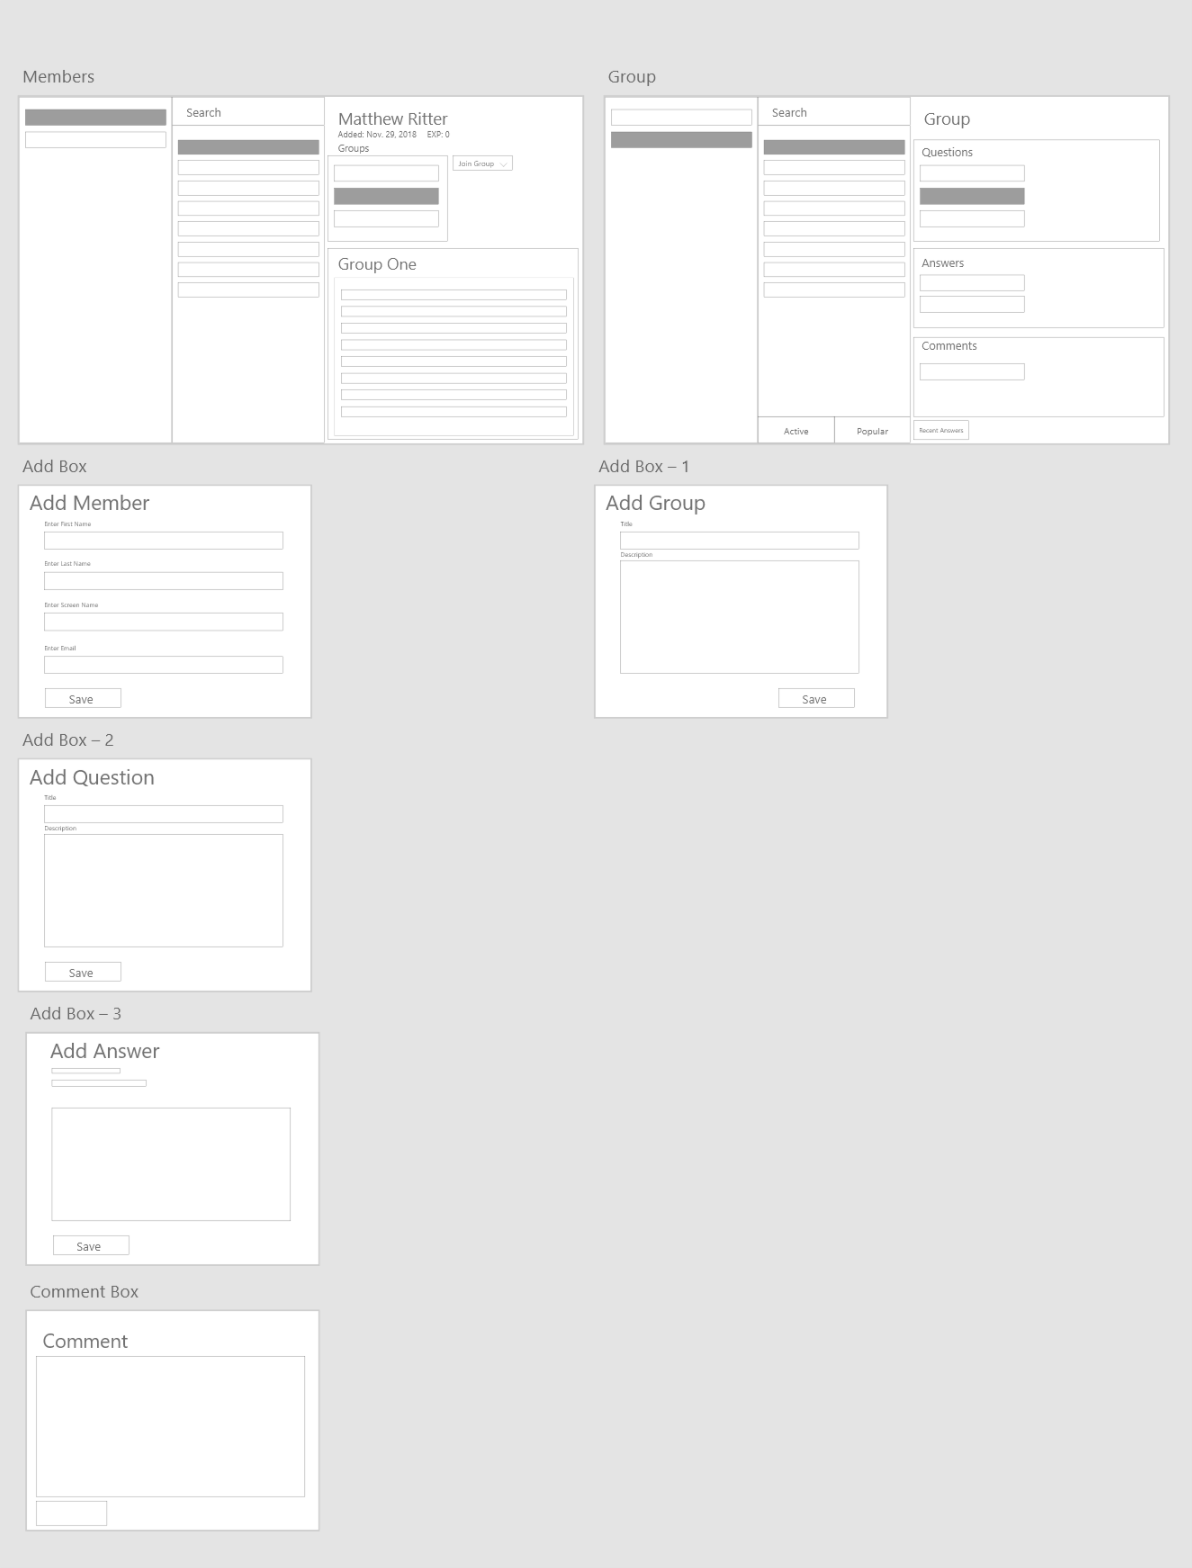 Members
Search
Matthew Ritter
Added: Nov. 29, 2018 EXP: 0
Groups
Join Group
Group One
Group
Search
Group
Questions
Answers
Comments
Active
Popular
Recent Answers
Add Box
Add Member
Enter First Name
Enter Last Name
Enter Screen Name
Enter Email
Save
Add Box – 1
Add Group
Title
Description
Save
Add Box – 2
Add Question
Title
Description
Save
Add Box – 3
Add Answer
Save
Comment Box
Comment